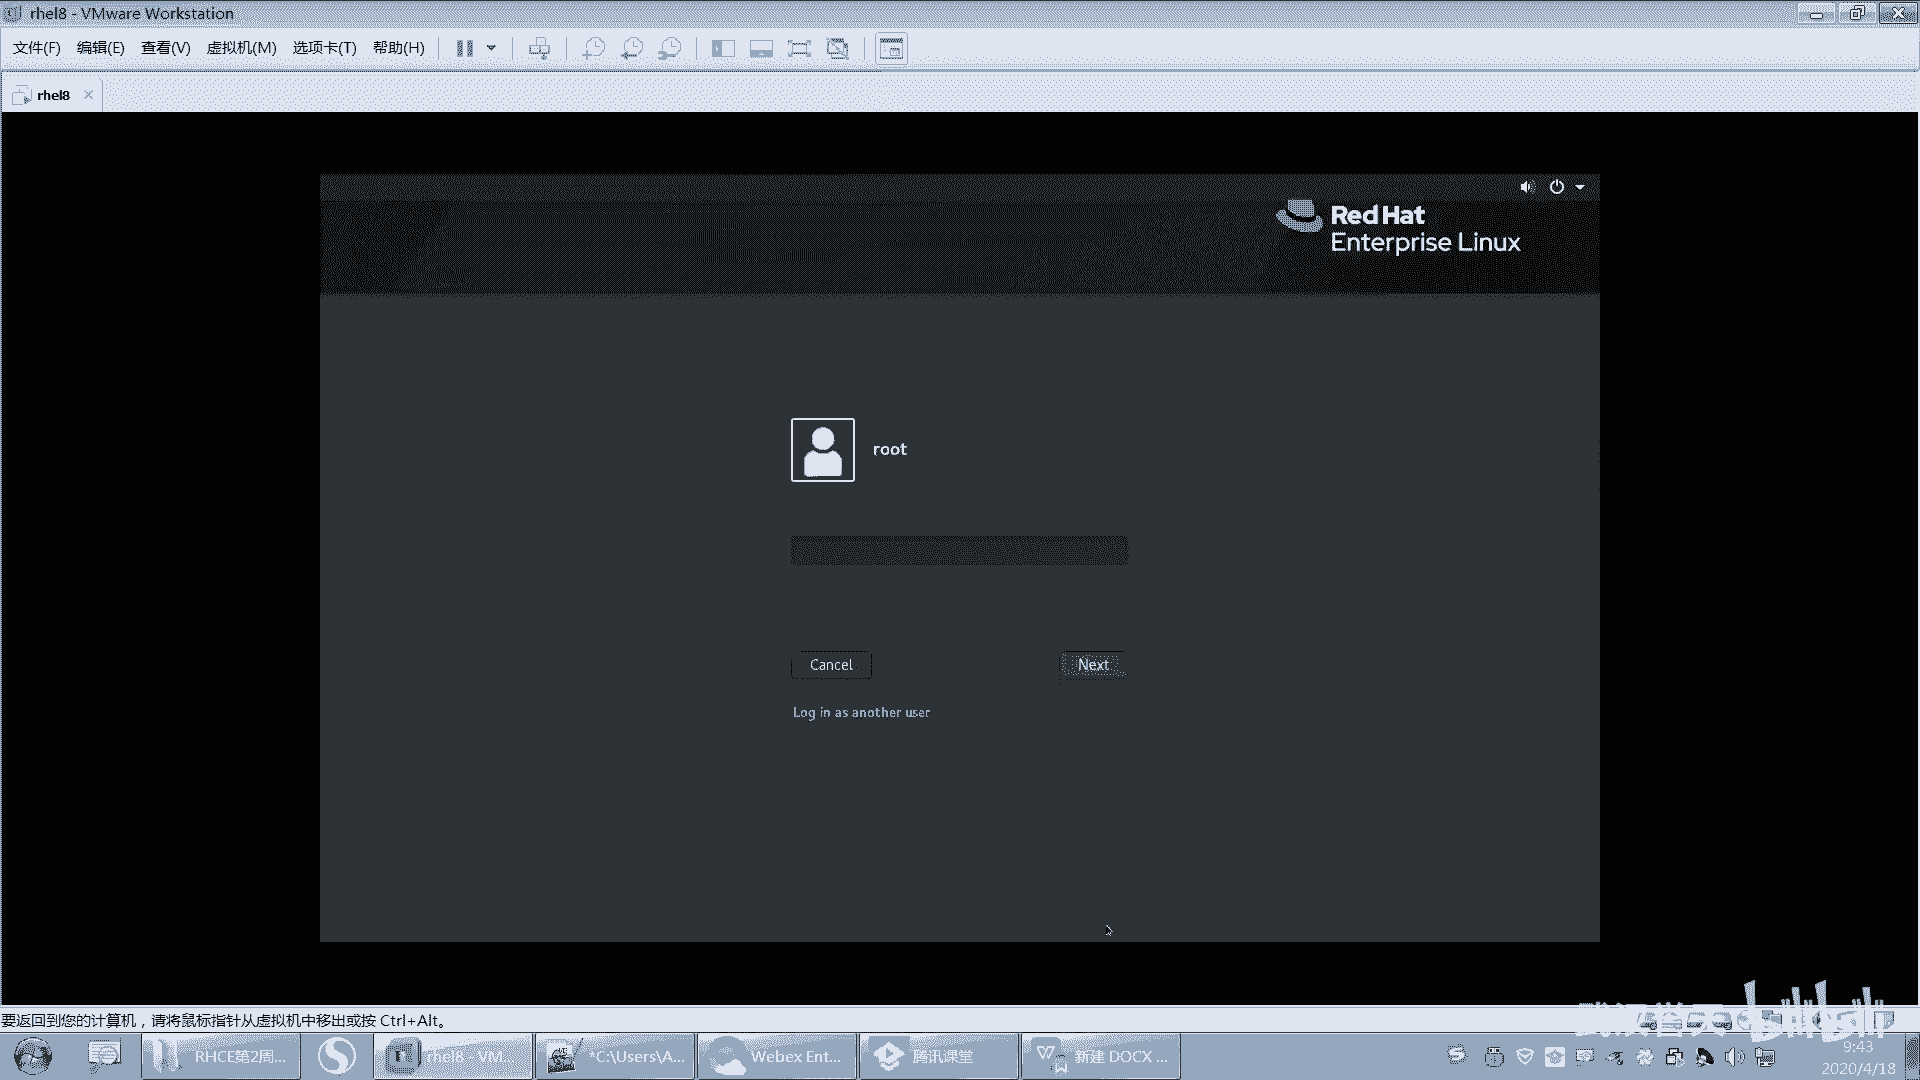 rhel8 - VMware Workstation
文件(F) 编辑(E) 查看(V) 虚拟机(M) 选项卡(T) 帮助(H)
rhel8
Red Hat
Enterprise Linux
root
Cancel Next
Log in as another user
要返回到您的计算机，请将鼠标指针从虚拟机中移出或按 Ctrl+Alt。
RHCE第2周... rhel8 - VM... *C:\Users\A... Webex Ent... 腾讯课堂 新建 DOCX ...
9:43
2020/4/18